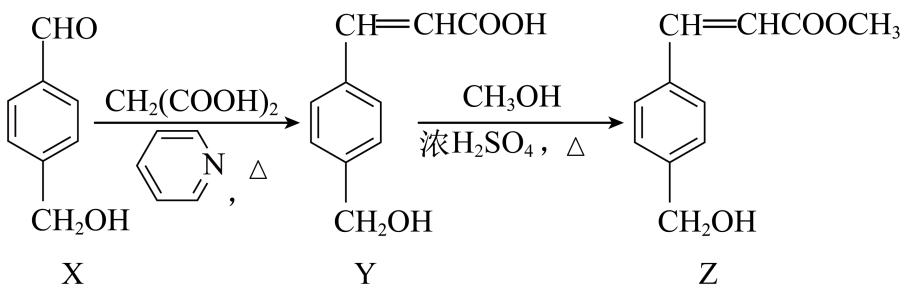 CHO
CH₂OH
X
CH₂(COOH)₂
N
, △
CH=CHCOOH
CH₂OH
Y
CH₃OH
浓H₂SO₄，△
CH=CHCOOCH₃
CH₂OH
Z